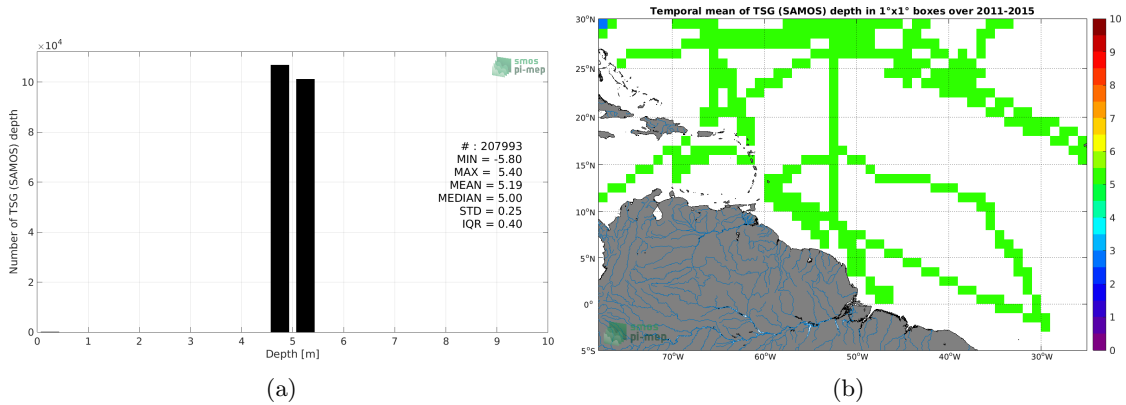 ×10⁴
10
8
6
4
2
0
0
1
2
3
4
5
6
7
8
9
10
Number of TSG (SAMOS) depth
Depth [m]
smos
pi-mep
# : 207993
MIN = -5.80
MAX = 5.40
MEAN = 5.19
MEDIAN = 5.00
STD = 0.25
IQR = 0.40
(a)
Temporal mean of TSG (SAMOS) depth in 1°x1° boxes over 2011-2015
30°N
25°N
20°N
15°N
10°N
5°N
0°
5°S
70°W
60°W
50°W
40°W
30°W
smos
pi-mep
10
9
8
7
6
5
4
3
2
1
0
(b)